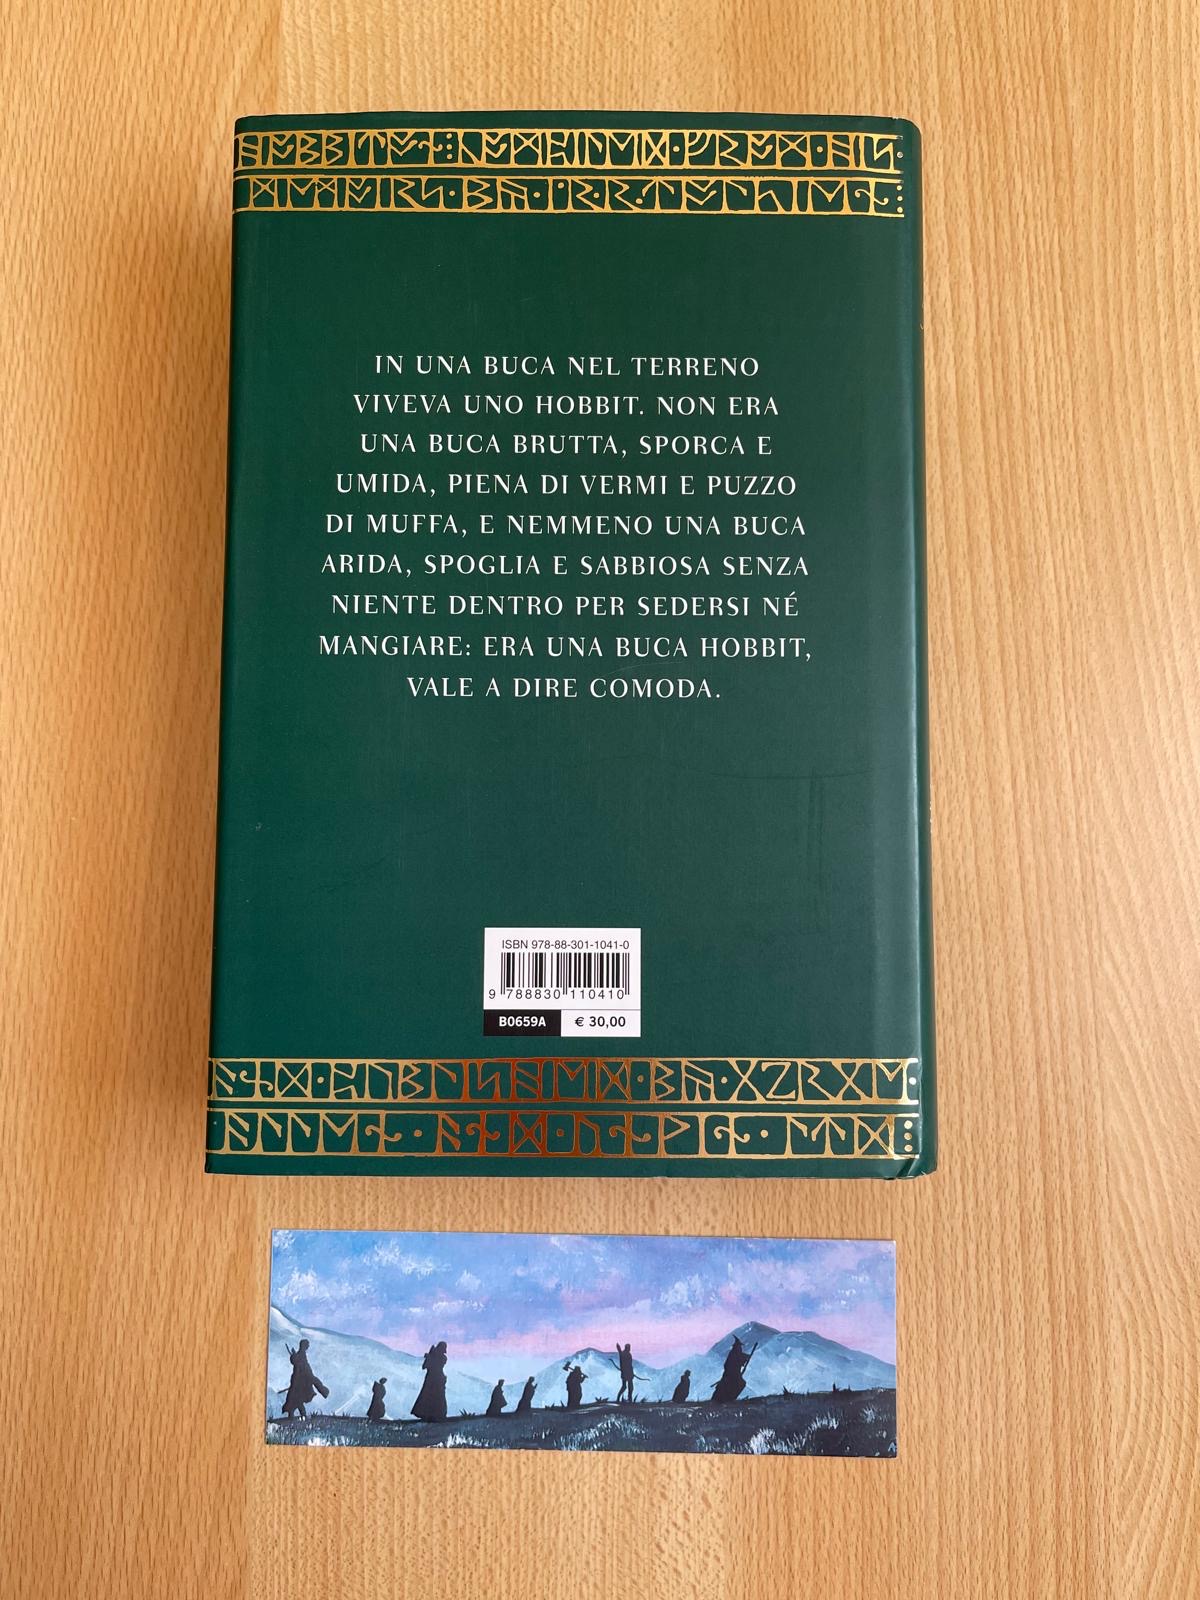 IN UNA BUCA NEL TERRENO
VIVEVA UNO HOBBIT. NON ERA
UNA BUCA BRUTTA, SPORCA E
UMIDA, PIENA DI VERMI E PUZZO
DI MUFFA, E NEMMENO UNA BUCA
ARIDA, SPOGLIA E SABBIOSA SENZA
NIENTE DENTRO PER SEDERSI NÉ
MANGIARE: ERA UNA BUCA HOBBIT,
VALE A DIRE COMODA.
ISBN 978-88-301-1041-0
9 788830 110410
B0659A € 30,00